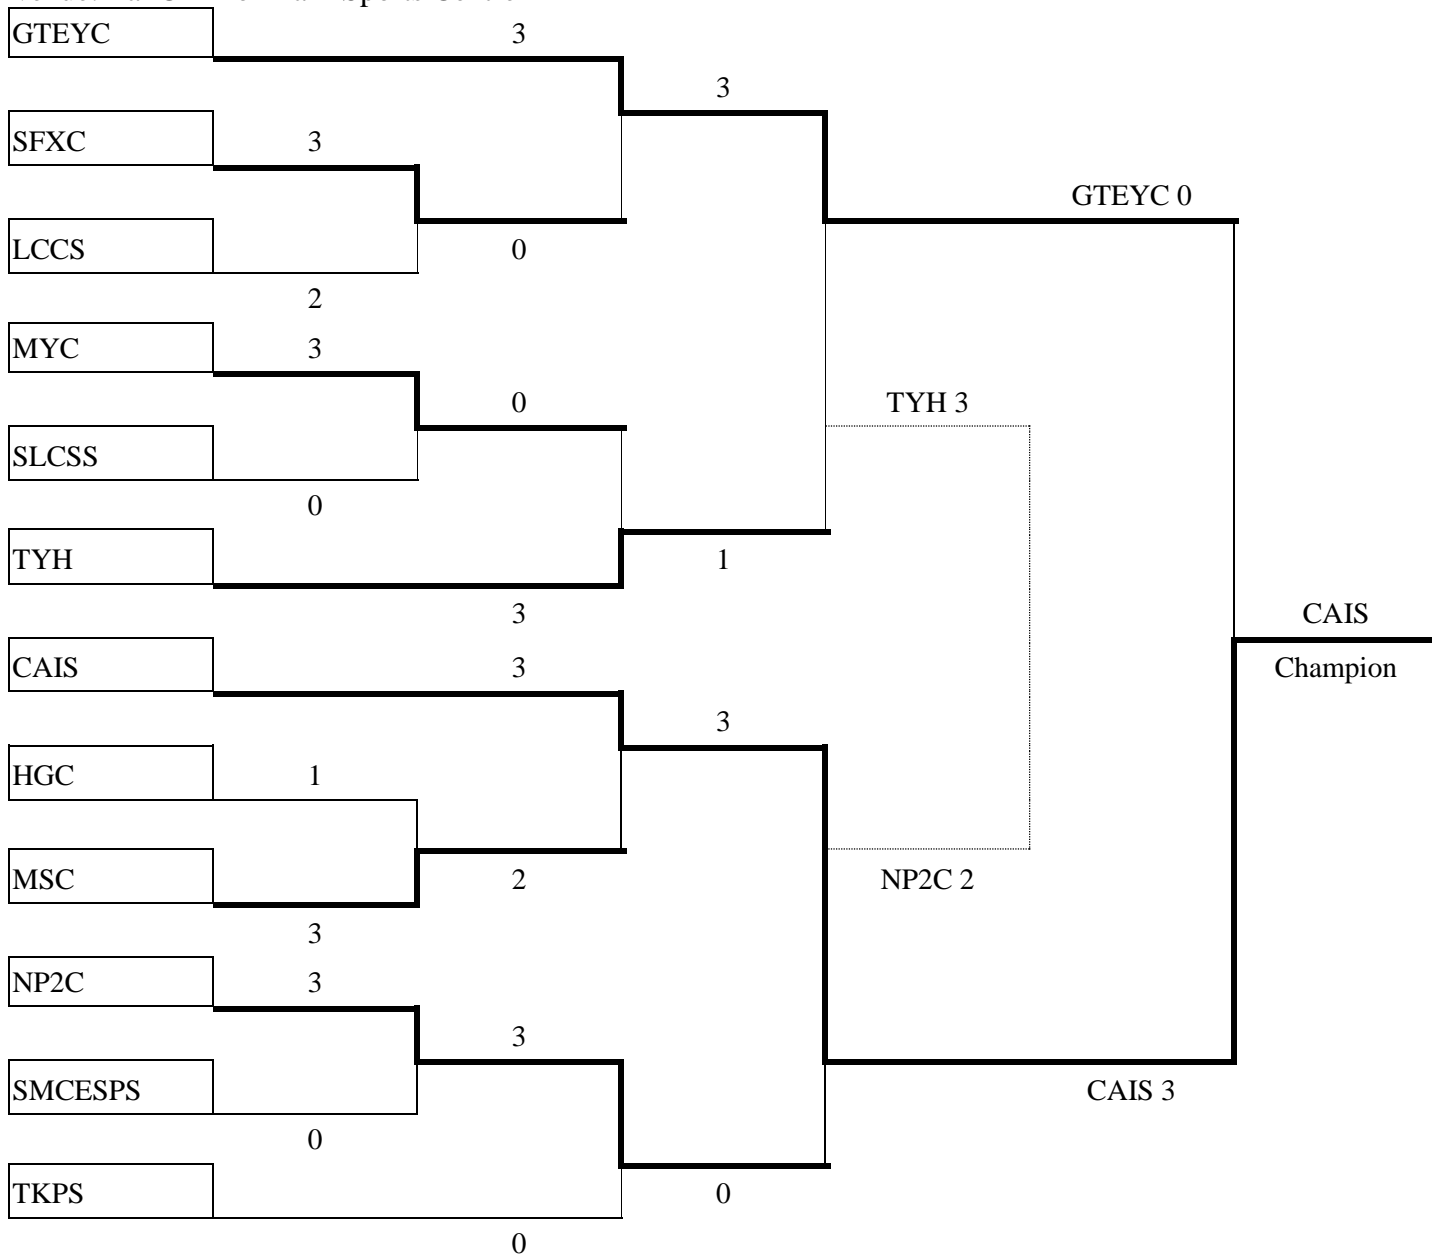 GTEYC
3
3
SFXC
3
GTEYC 0
LCCS
0
2
MYC
3
0
TYH 3
SLCSS
0
TYH
1
3
CAIS
CAIS
3
Champion
3
HGC
1
MSC
2
NP2C 2
3
NP2C
3
3
SMCESPS
CAIS 3
0
TKPS
0
0